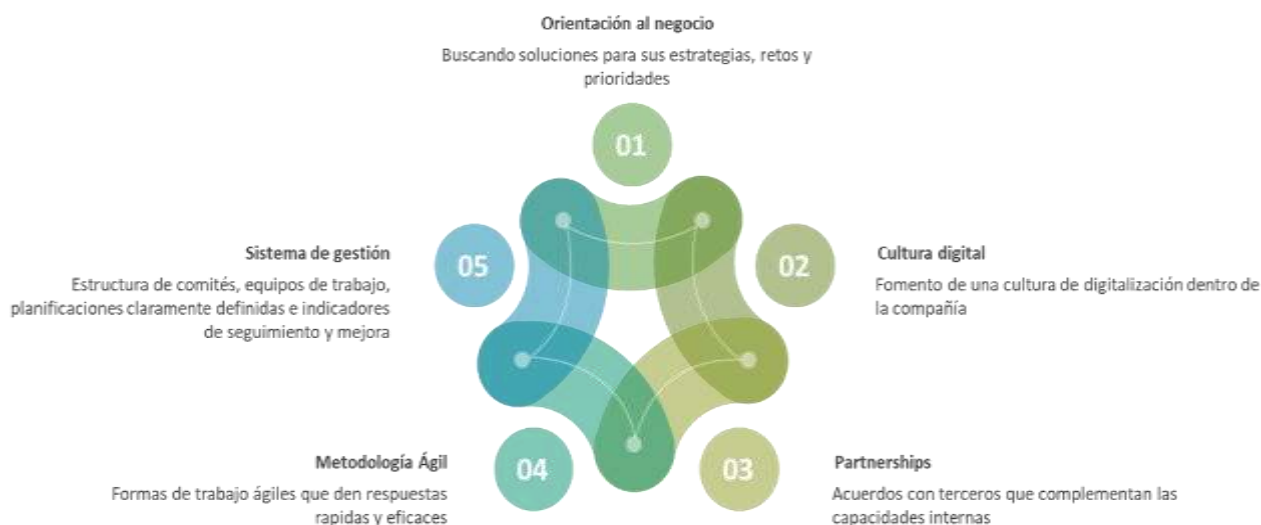 Orientación al negocio
Buscando soluciones para sus estrategias, retos y
prioridades
01
02
Cultura digital
Fomento de una cultura de digitalización dentro de
la compañía
03
Partnerships
Acuerdos con terceros que complementan las
capacidades internas
04
Metodología Ágil
Formas de trabajo ágiles que den respuestas
rapidas y eficaces
05
Sistema de gestión
Estructura de comités, equipos de trabajo,
planificaciones claramente definidas e indicadores
de seguimiento y mejora